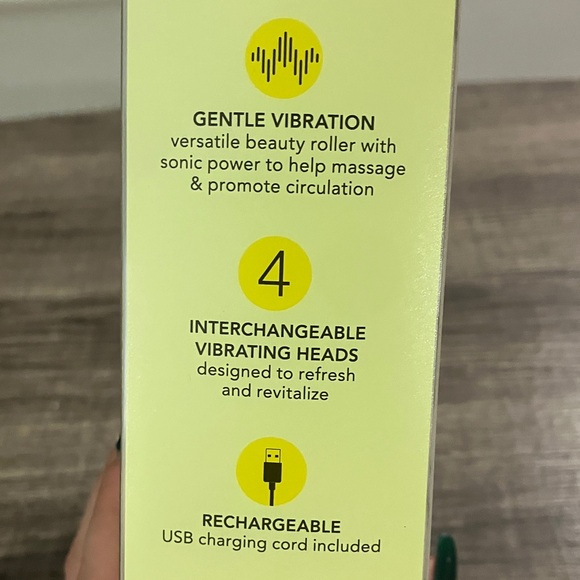 GENTLE VIBRATION
versatile beauty roller with
sonic power to help massage
& promote circulation
4
INTERCHANGEABLE
VIBRATING HEADS
designed to refresh
and revitalize
RECHARGEABLE
USB charging cord included